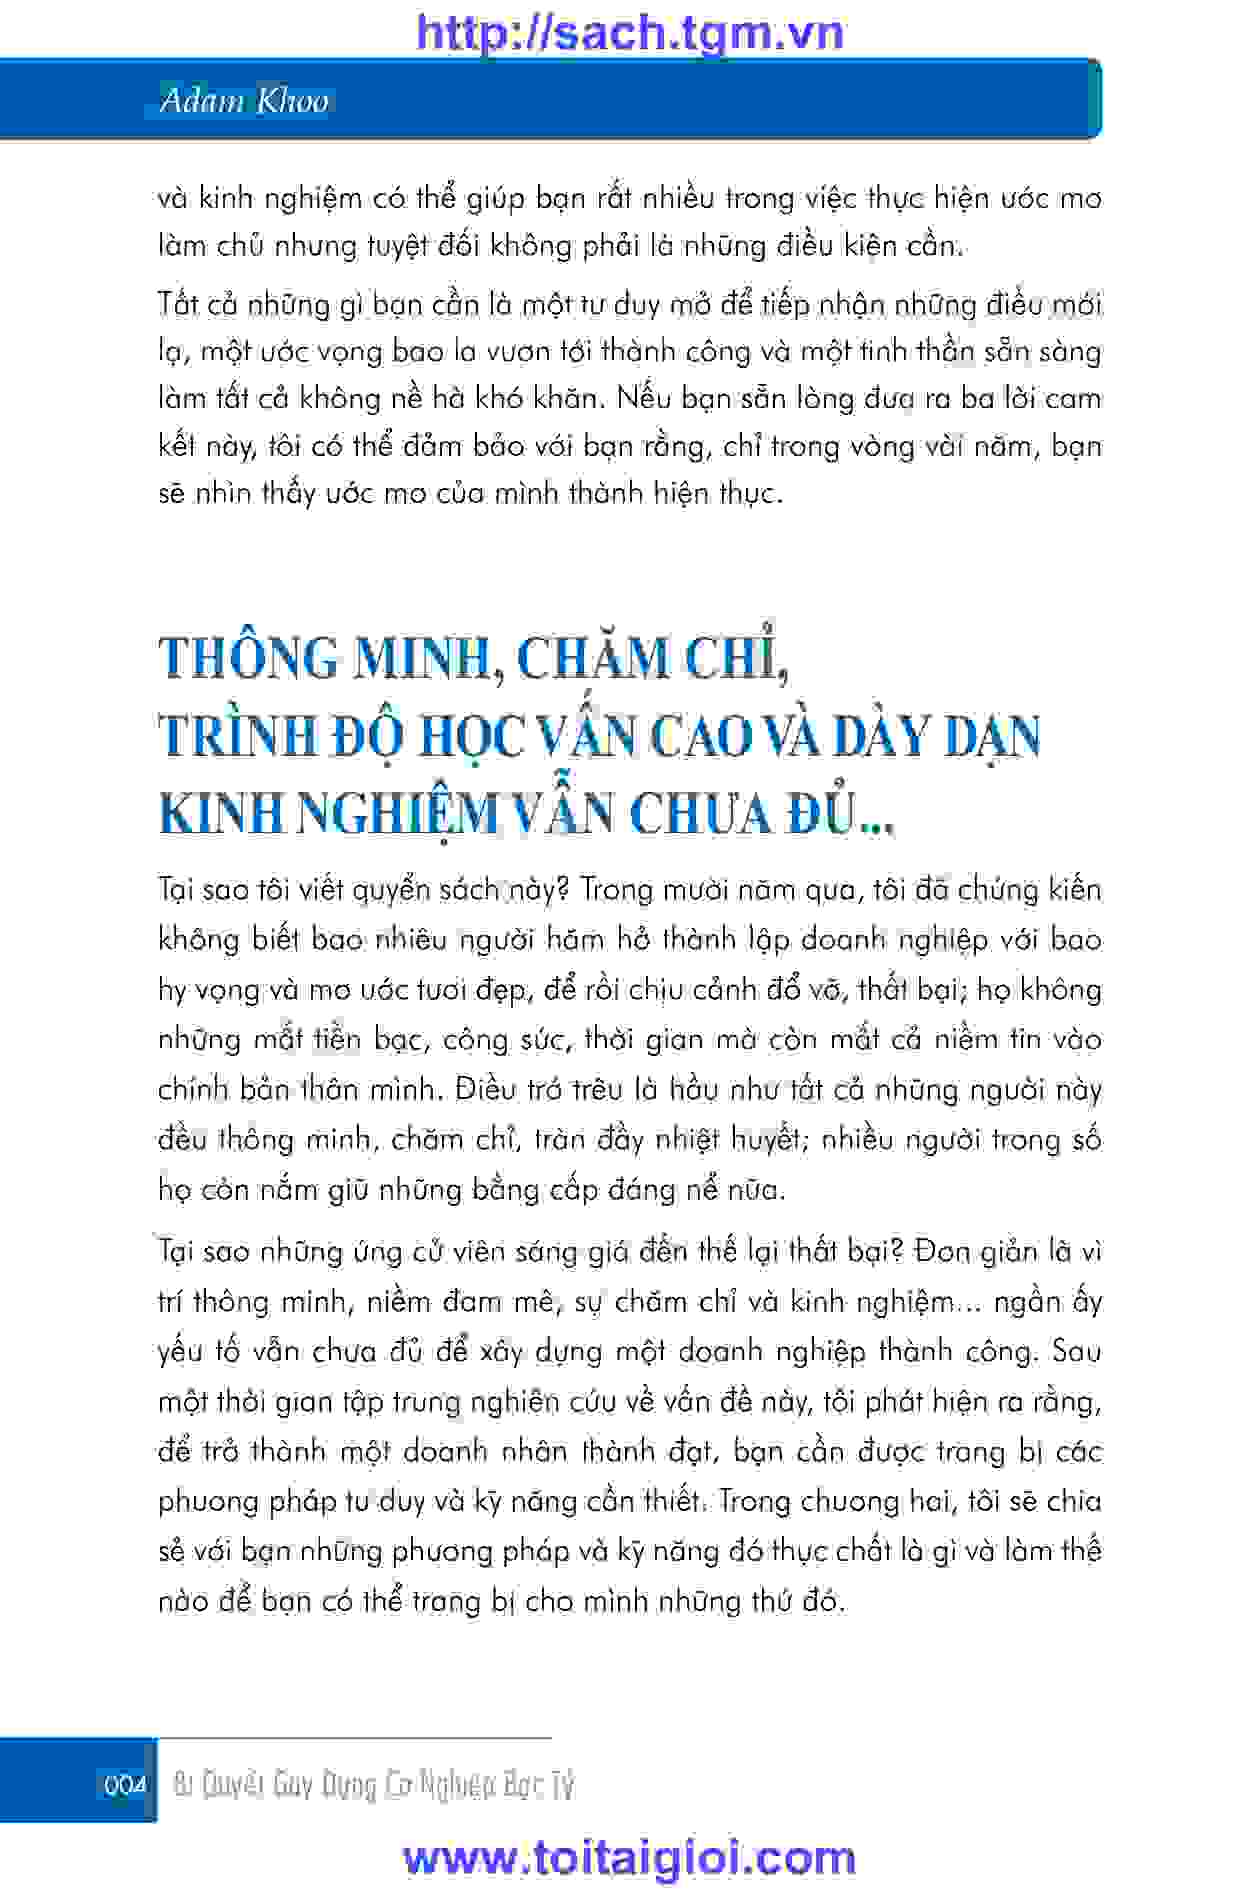 http://sach.tgm.vn
Adam Khoo
và kinh nghiệm có thể giúp bạn rất nhiều trong việc thực hiện ước mơ
làm chủ nhưng tuyệt đối không phải là những điều kiện cần.
Tất cả những gì bạn cần là một tư duy mở để tiếp nhận những điều mới
lạ, một ước vọng bao la vươn tới thành công và một tinh thần sẵn sàng
làm tất cả không nề hà khó khăn. Nếu bạn sẵn lòng đưa ra ba lời cam
kết này, tôi có thể đảm bảo với bạn rằng, chỉ trong vòng vài năm, bạn
sẽ nhìn thấy ước mơ của mình thành hiện thực.
THÔNG MINH, CHĂM CHỈ,
TRÌNH ĐỘ HỌC VẤN CAO VÀ DÀY DẠN
KINH NGHIỆM VẪN CHƯA ĐỦ...
Tại sao tôi viết quyển sách này? Trong mười năm qua, tôi đã chứng kiến
không biết bao nhiêu người hăm hở thành lập doanh nghiệp với bao
hy vọng và mơ ước tươi đẹp, để rồi chịu cảnh đổ vỡ, thất bại; họ không
những mất tiền bạc, công sức, thời gian mà còn mất cả niềm tin vào
chính bản thân mình. Điều trớ trêu là hầu như tất cả những người này
đều thông minh, chăm chỉ, tràn đầy nhiệt huyết; nhiều người trong số
họ còn nắm giữ những bằng cấp đáng nể nữa.
Tại sao những ứng cử viên sáng giá đến thế lại thất bại? Đơn giản là vì
trí thông minh, niềm đam mê, sự chăm chỉ và kinh nghiệm... ngần ấy
yếu tố vẫn chưa đủ để xây dựng một doanh nghiệp thành công. Sau
một thời gian tập trung nghiên cứu về vấn đề này, tôi phát hiện ra rằng,
để trở thành một doanh nhân thành đạt, bạn cần được trang bị các
phương pháp tư duy và kỹ năng cần thiết. Trong chương hai, tôi sẽ chia
sẻ với bạn những phương pháp và kỹ năng đó thực chất là gì và làm thế
nào để bạn có thể trang bị cho mình những thứ đó.
004 Bí Quyết Gây Dựng Cơ Nghiệp Bạc Tỷ
www.toitaigioi.com